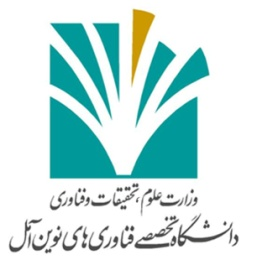 وزارت علوم، تحقیقات و فناوری
دانشگاه تخصصی فناوری های نوین آمل